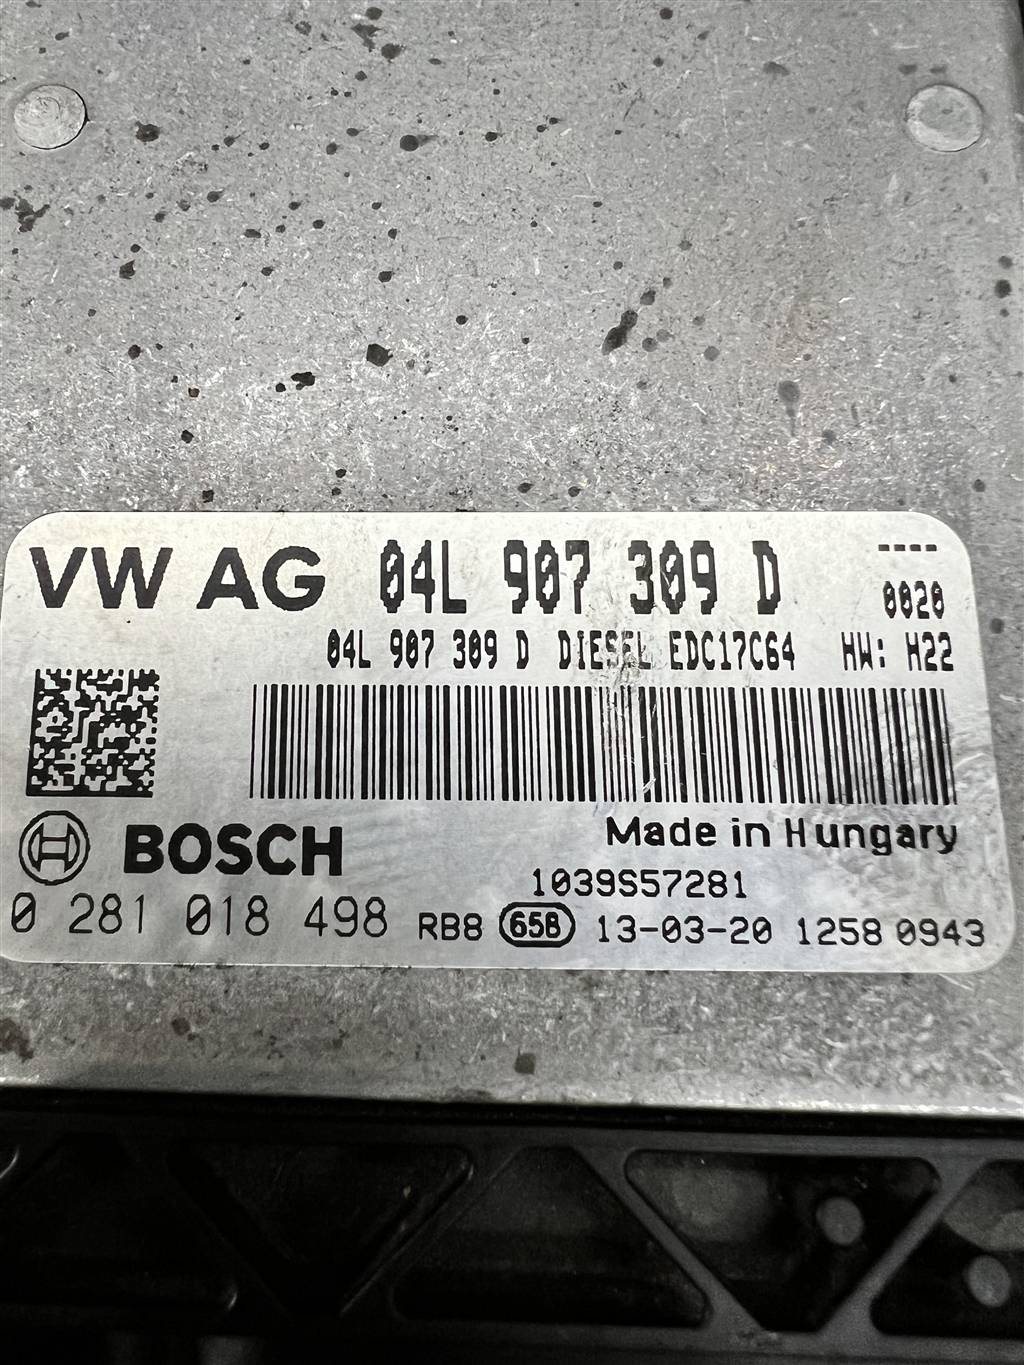 VW AG 04L 907 309 D ----
0020
04L 907 309 D DIESEL EDC17C64 HW: H22
BOSCH Made in Hungary
1039S57281
0 281 018 498 RB8 658 13-03-20 1258 0943